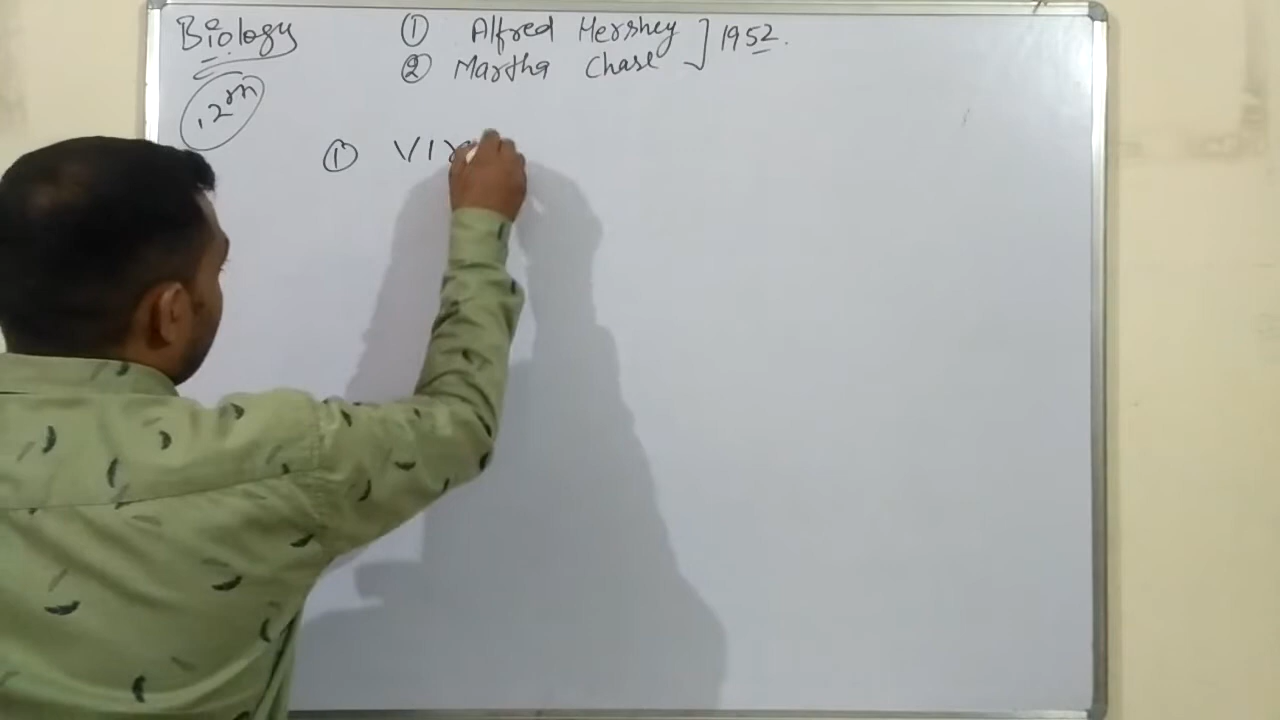 Biology
12th
① Alfred Hershey
② Martha Chase ] 1952.
① VIR